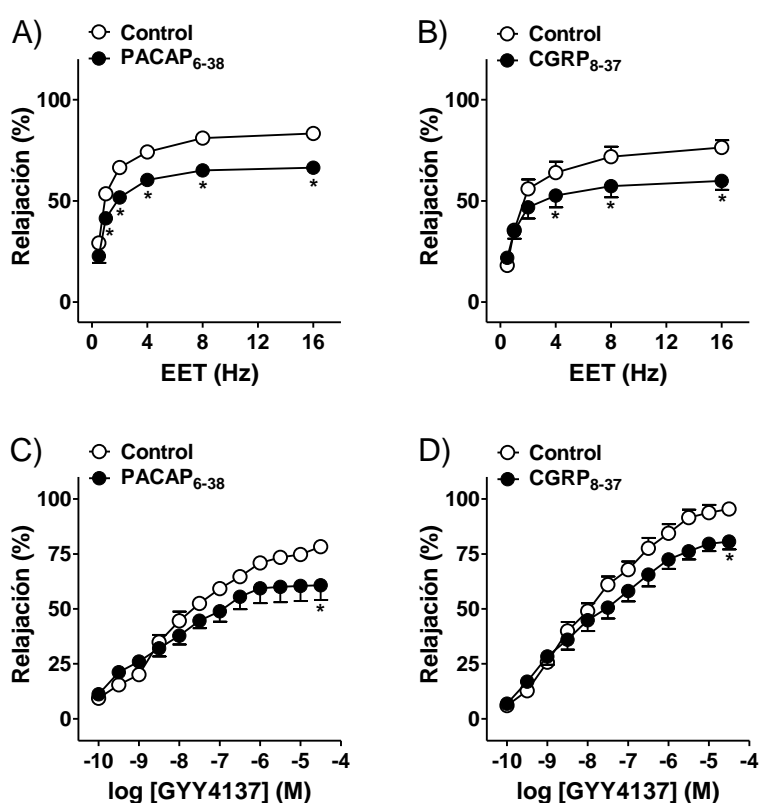 A)
Control
PACAP6-38
100
50
0
Relajación (%)
0 4 8 12 16
EET (Hz)
* * * * *
B)
Control
CGRP8-37
100
50
0
Relajación (%)
0 4 8 12 16
EET (Hz)
* * *
C)
Control
PACAP6-38
100
75
50
25
0
Relajación (%)
*
-10 -9 -8 -7 -6 -5 -4
log [GYY4137] (M)
D)
Control
CGRP8-37
100
75
50
25
0
Relajación (%)
*
-10 -9 -8 -7 -6 -5 -4
log [GYY4137] (M)